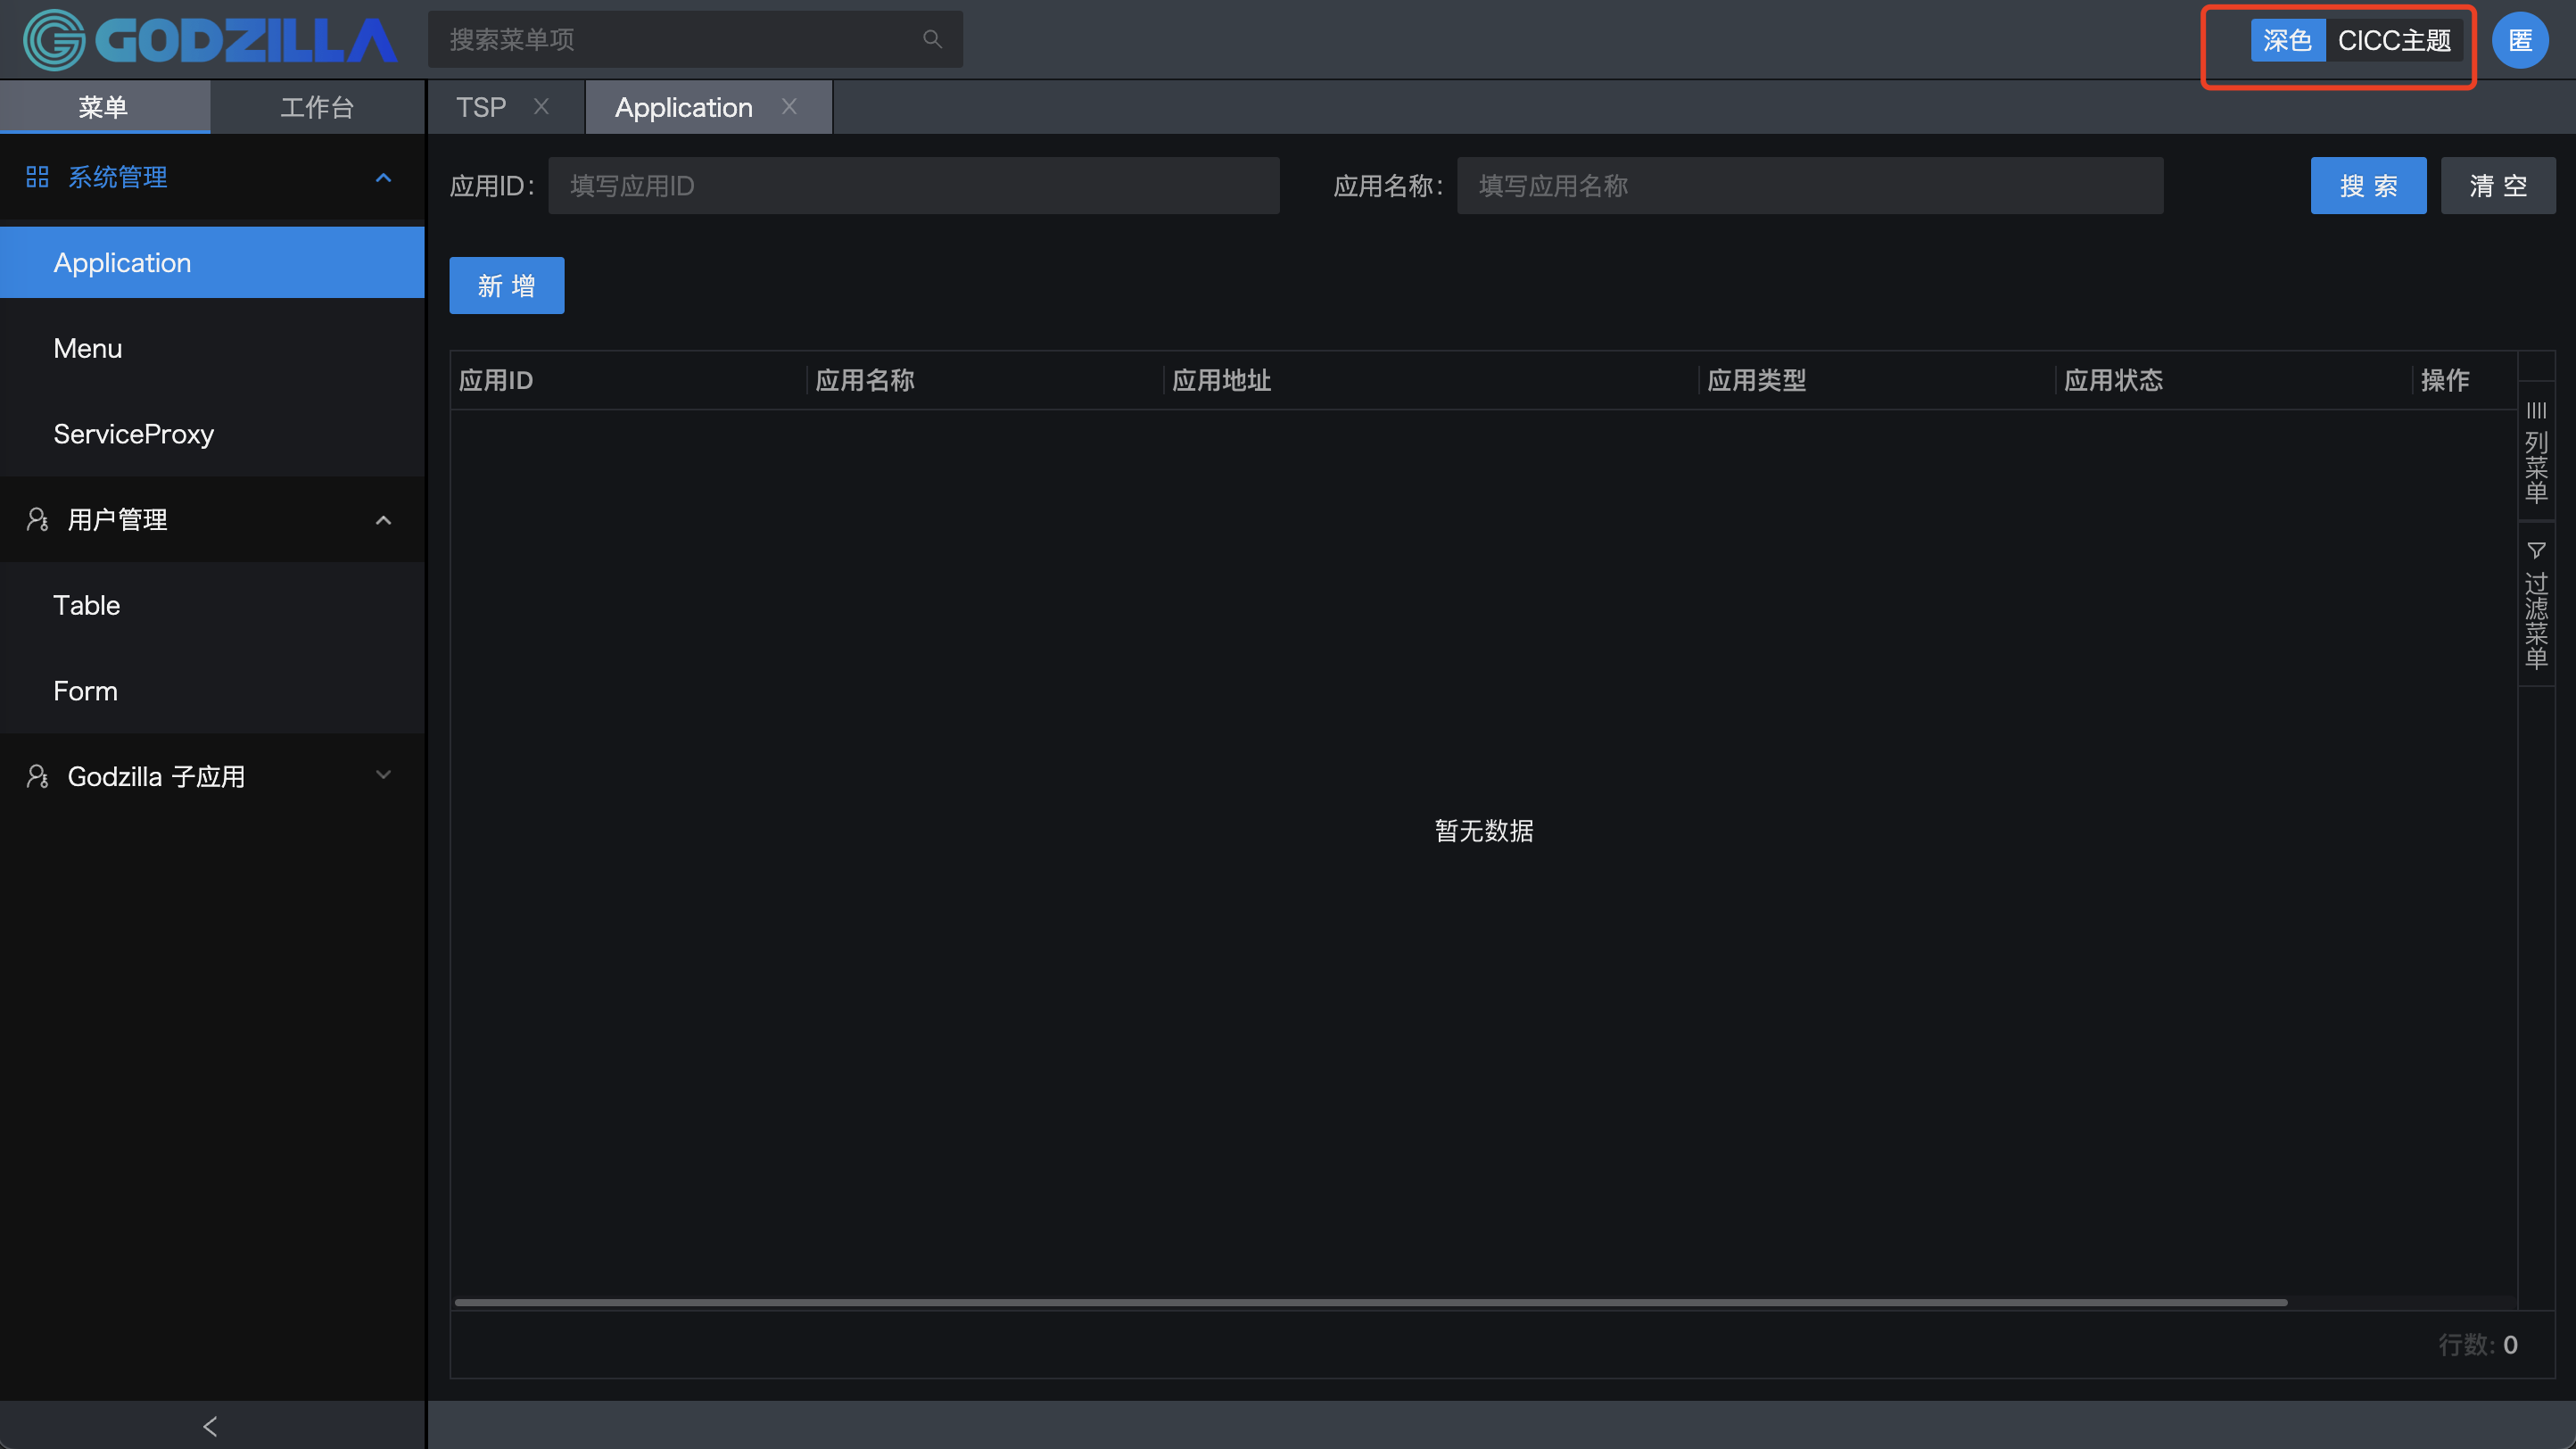 GODZILLA
搜索菜单项
深色 CICC主题
匿
菜单 工作台
TSP Application
系统管理
Application
Menu
ServiceProxy
用户管理
Table
Form
Godzilla 子应用
应用ID: 填写应用ID 应用名称: 填写应用名称 搜 索 清 空
新 增
应用ID 应用名称 应用地址 应用类型 应用状态 操作
列菜单
过滤菜单
暂无数据
行数: 0